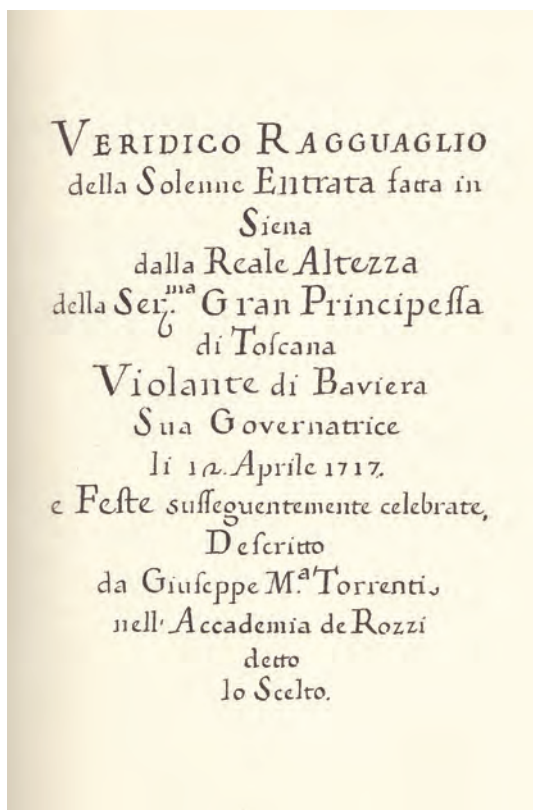 VERIDICO RAGGUAGLIO
della Solenne Entrata fatta in
Siena
dalla Reale Altezza
della Ser.ᵐᵃ Gran Principeſſa
di Toſcana
Violante di Baviera
Sua Governatrice
li 12. Aprile 1717.
e Feſte suſſeguentemente celebrate,
Deſcritto
da Giuſeppe M.ᵃ Torrenti,
nell' Accademia de Rozzi
detto
lo Scelto.